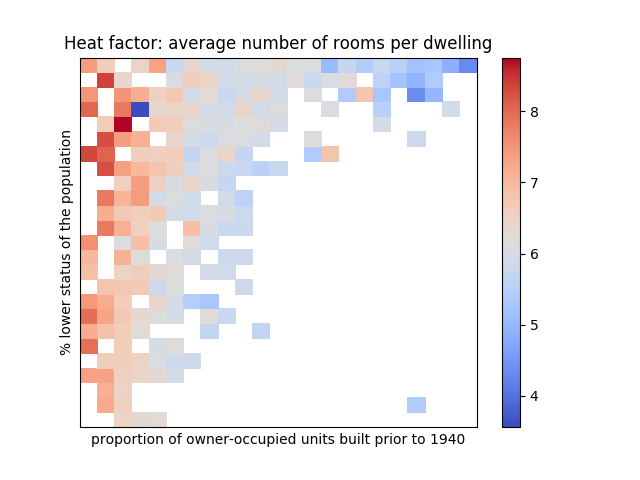 Heat factor: average number of rooms per dwelling
% lower status of the population
proportion of owner-occupied units built prior to 1940
8
7
6
5
4